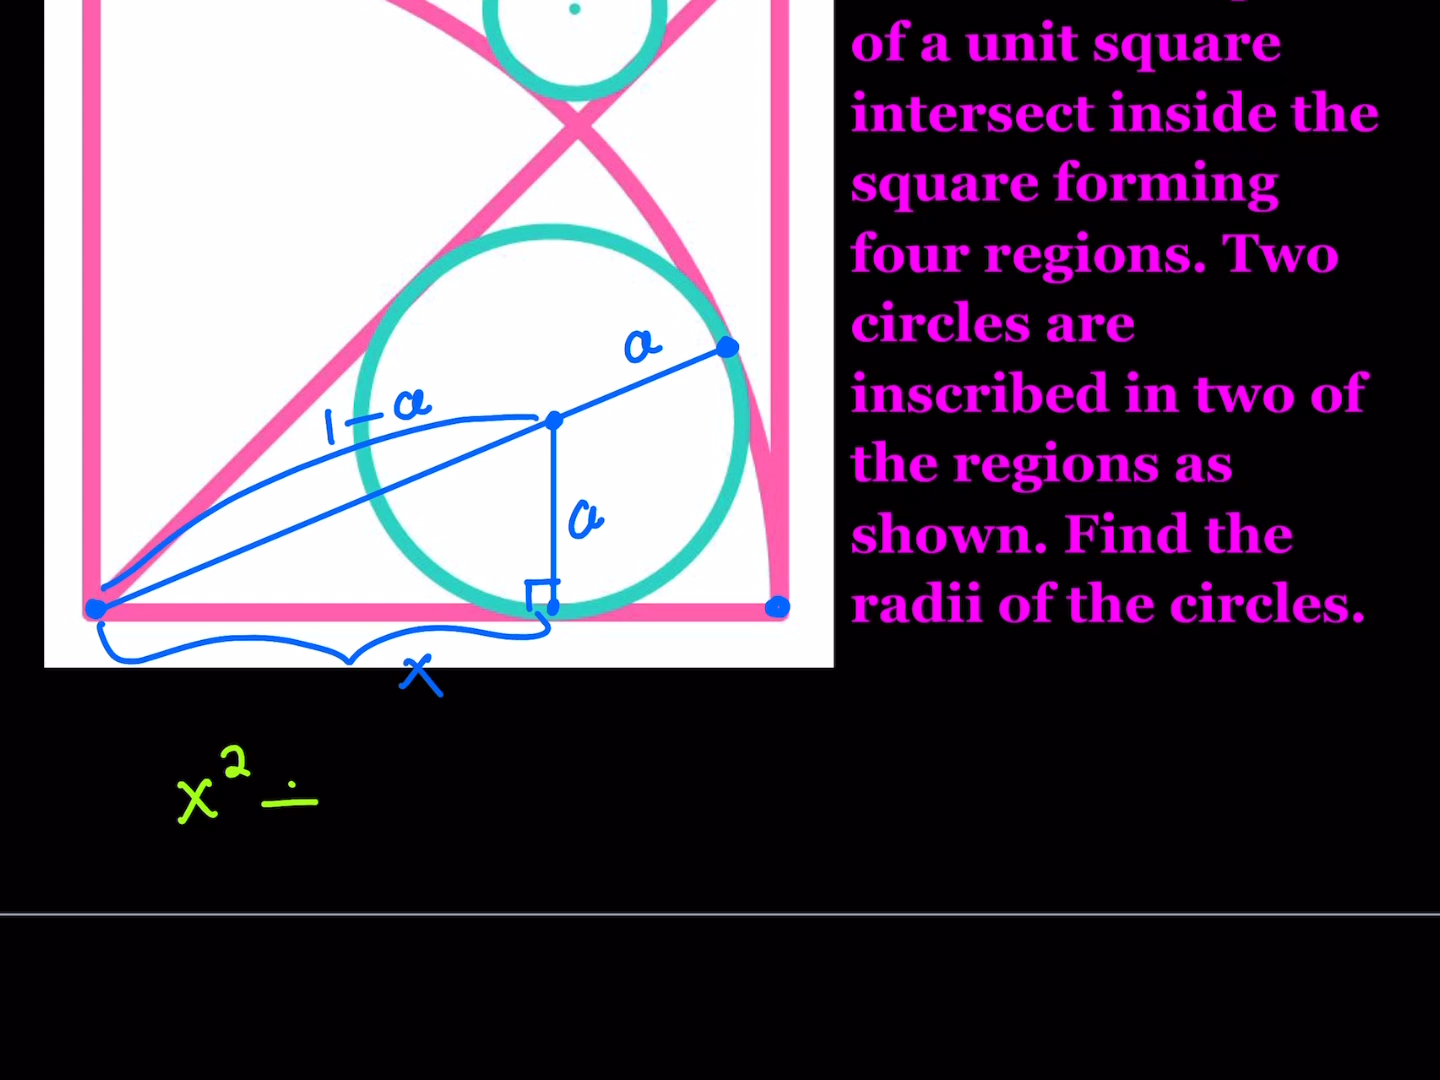 of a unit square
intersect inside the
square forming
four regions. Two
circles are
inscribed in two of
the regions as
shown. Find the
radii of the circles.
a
1-a
a
x
x²